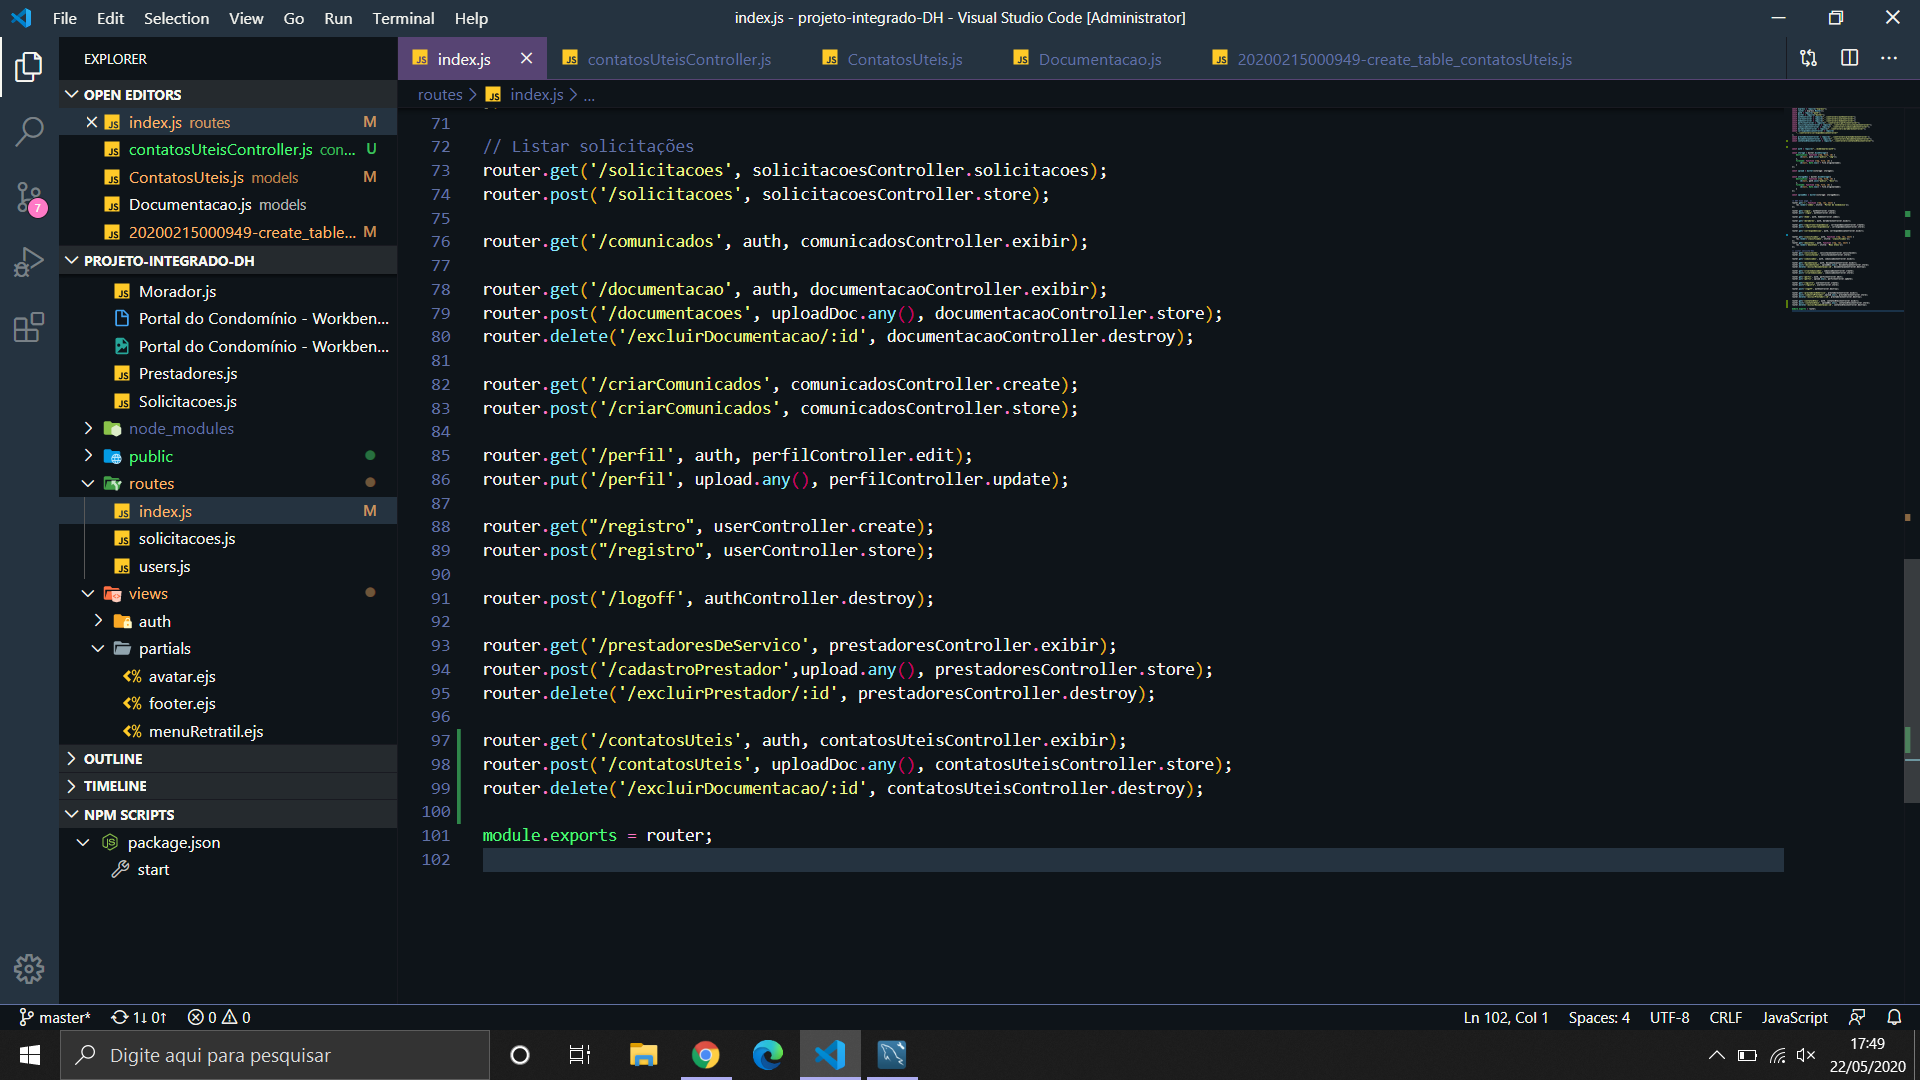 File Edit Selection View Go Run Terminal Help
index.js - projeto-integrado-DH - Visual Studio Code [Administrator]
EXPLORER
index.js
contatosUteisController.js
ContatosUteis.js
Documentacao.js
20200215000949-create_table_contatosUteis.js
routes > index.js > ...
OPEN EDITORS
index.js routes M
contatosUteisController.js con... U
ContatosUteis.js models M
Documentacao.js models
20200215000949-create_table... M
PROJETO-INTEGRADO-DH
Morador.js
Portal do Condomínio - Workben...
Portal do Condomínio - Workben...
Prestadores.js
Solicitacoes.js
node_modules
public
routes
index.js M
solicitacoes.js
users.js
views
auth
partials
avatar.ejs
footer.ejs
menuRetratil.ejs
OUTLINE
TIMELINE
NPM SCRIPTS
package.json
start
7
71
72 // Listar solicitações
73 router.get('/solicitacoes', solicitacoesController.solicitacoes);
74 router.post('/solicitacoes', solicitacoesController.store);
75
76 router.get('/comunicados', auth, comunicadosController.exibir);
77
78 router.get('/documentacao', auth, documentacaoController.exibir);
79 router.post('/documentacoes', uploadDoc.any(), documentacaoController.store);
80 router.delete('/excluirDocumentacao/:id', documentacaoController.destroy);
81
82 router.get('/criarComunicados', comunicadosController.create);
83 router.post('/criarComunicados', comunicadosController.store);
84
85 router.get('/perfil', auth, perfilController.edit);
86 router.put('/perfil', upload.any(), perfilController.update);
87
88 router.get("/registro", userController.create);
89 router.post("/registro", userController.store);
90
91 router.post('/logoff', authController.destroy);
92
93 router.get('/prestadoresDeServico', prestadoresController.exibir);
94 router.post('/cadastroPrestador',upload.any(), prestadoresController.store);
95 router.delete('/excluirPrestador/:id', prestadoresController.destroy);
96
97 router.get('/contatosUteis', auth, contatosUteisController.exibir);
98 router.post('/contatosUteis', uploadDoc.any(), contatosUteisController.store);
99 router.delete('/excluirDocumentacao/:id', contatosUteisController.destroy);
100
101 module.exports = router;
102
master* 1↓ 0↑ 0 0
Ln 102, Col 1 Spaces: 4 UTF-8 CRLF JavaScript
Digite aqui para pesquisar
17:49
22/05/2020